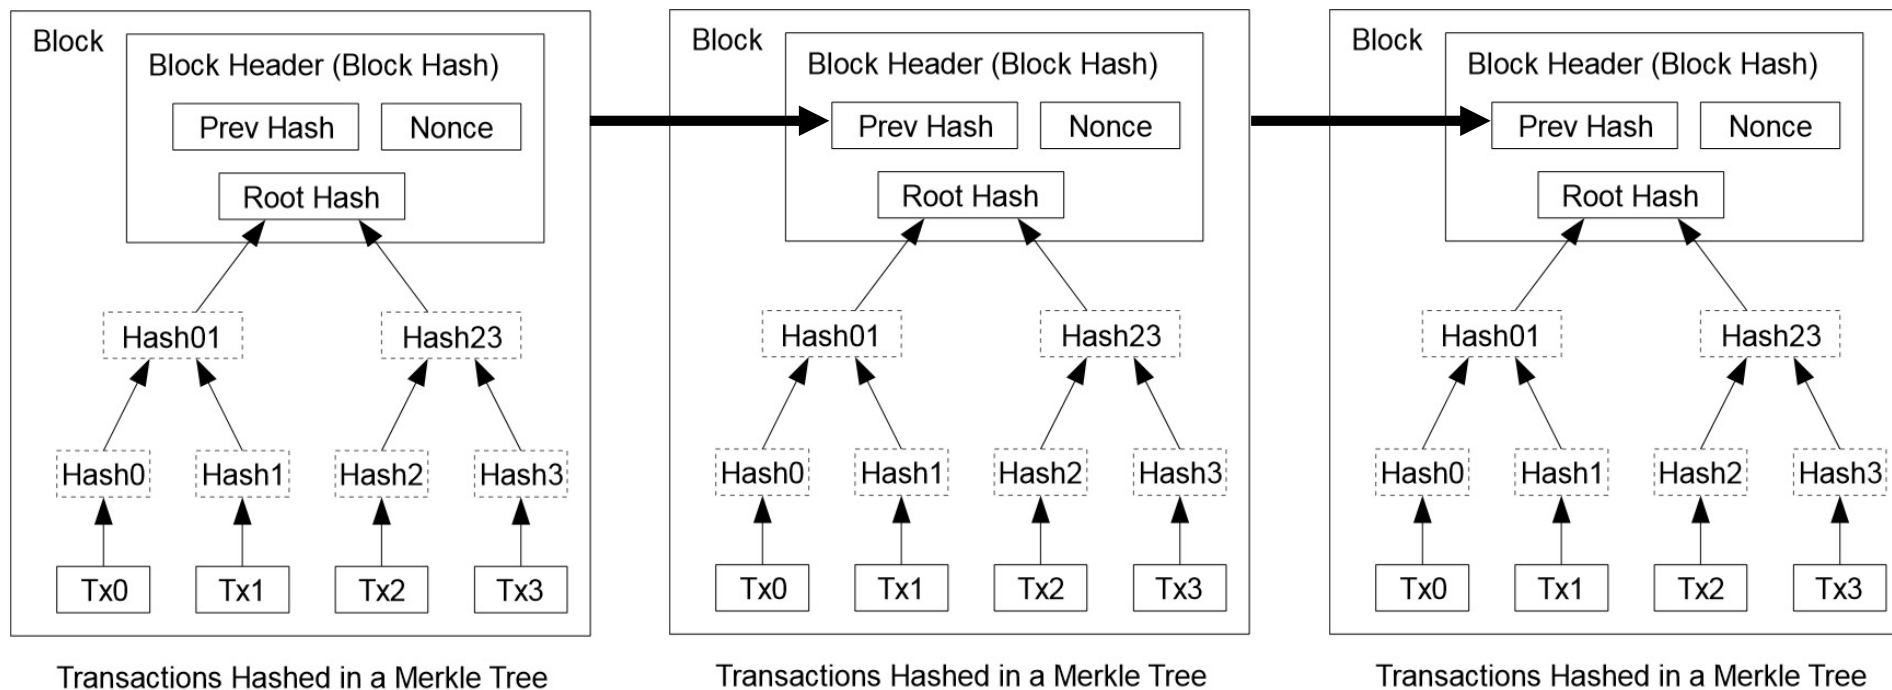 Block
Block Header (Block Hash)
Prev Hash
Nonce
Root Hash
Hash01
Hash23
Hash0
Hash1
Hash2
Hash3
Tx0
Tx1
Tx2
Tx3
Transactions Hashed in a Merkle Tree
Block
Block Header (Block Hash)
Prev Hash
Nonce
Root Hash
Hash01
Hash23
Hash0
Hash1
Hash2
Hash3
Tx0
Tx1
Tx2
Tx3
Transactions Hashed in a Merkle Tree
Block
Block Header (Block Hash)
Prev Hash
Nonce
Root Hash
Hash01
Hash23
Hash0
Hash1
Hash2
Hash3
Tx0
Tx1
Tx2
Tx3
Transactions Hashed in a Merkle Tree